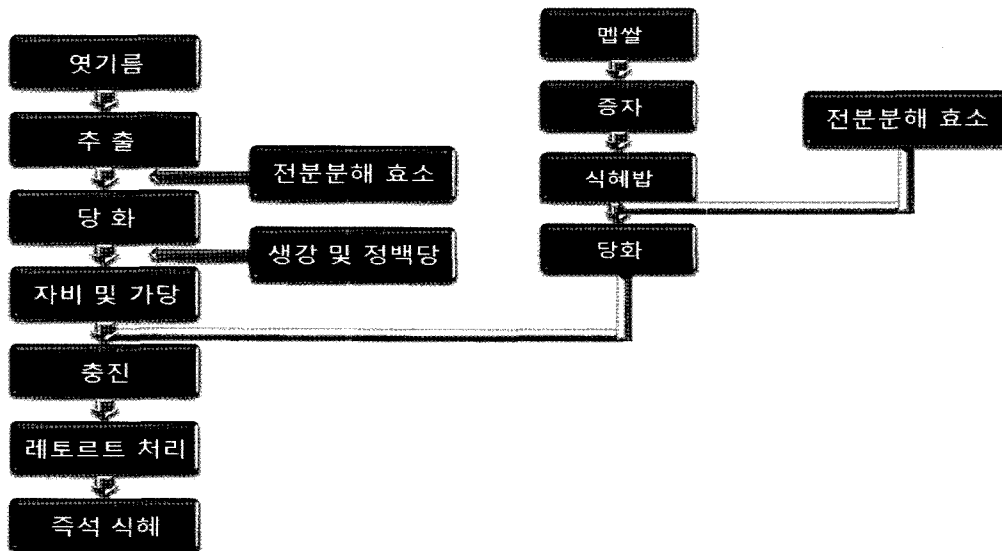 엿기름
추 출
전분분해 효소
당 화
생강 및 정백당
자비 및 가당
충진
레토르트 처리
즉석 식혜
멥쌀
증자
전분분해 효소
식혜밥
당화